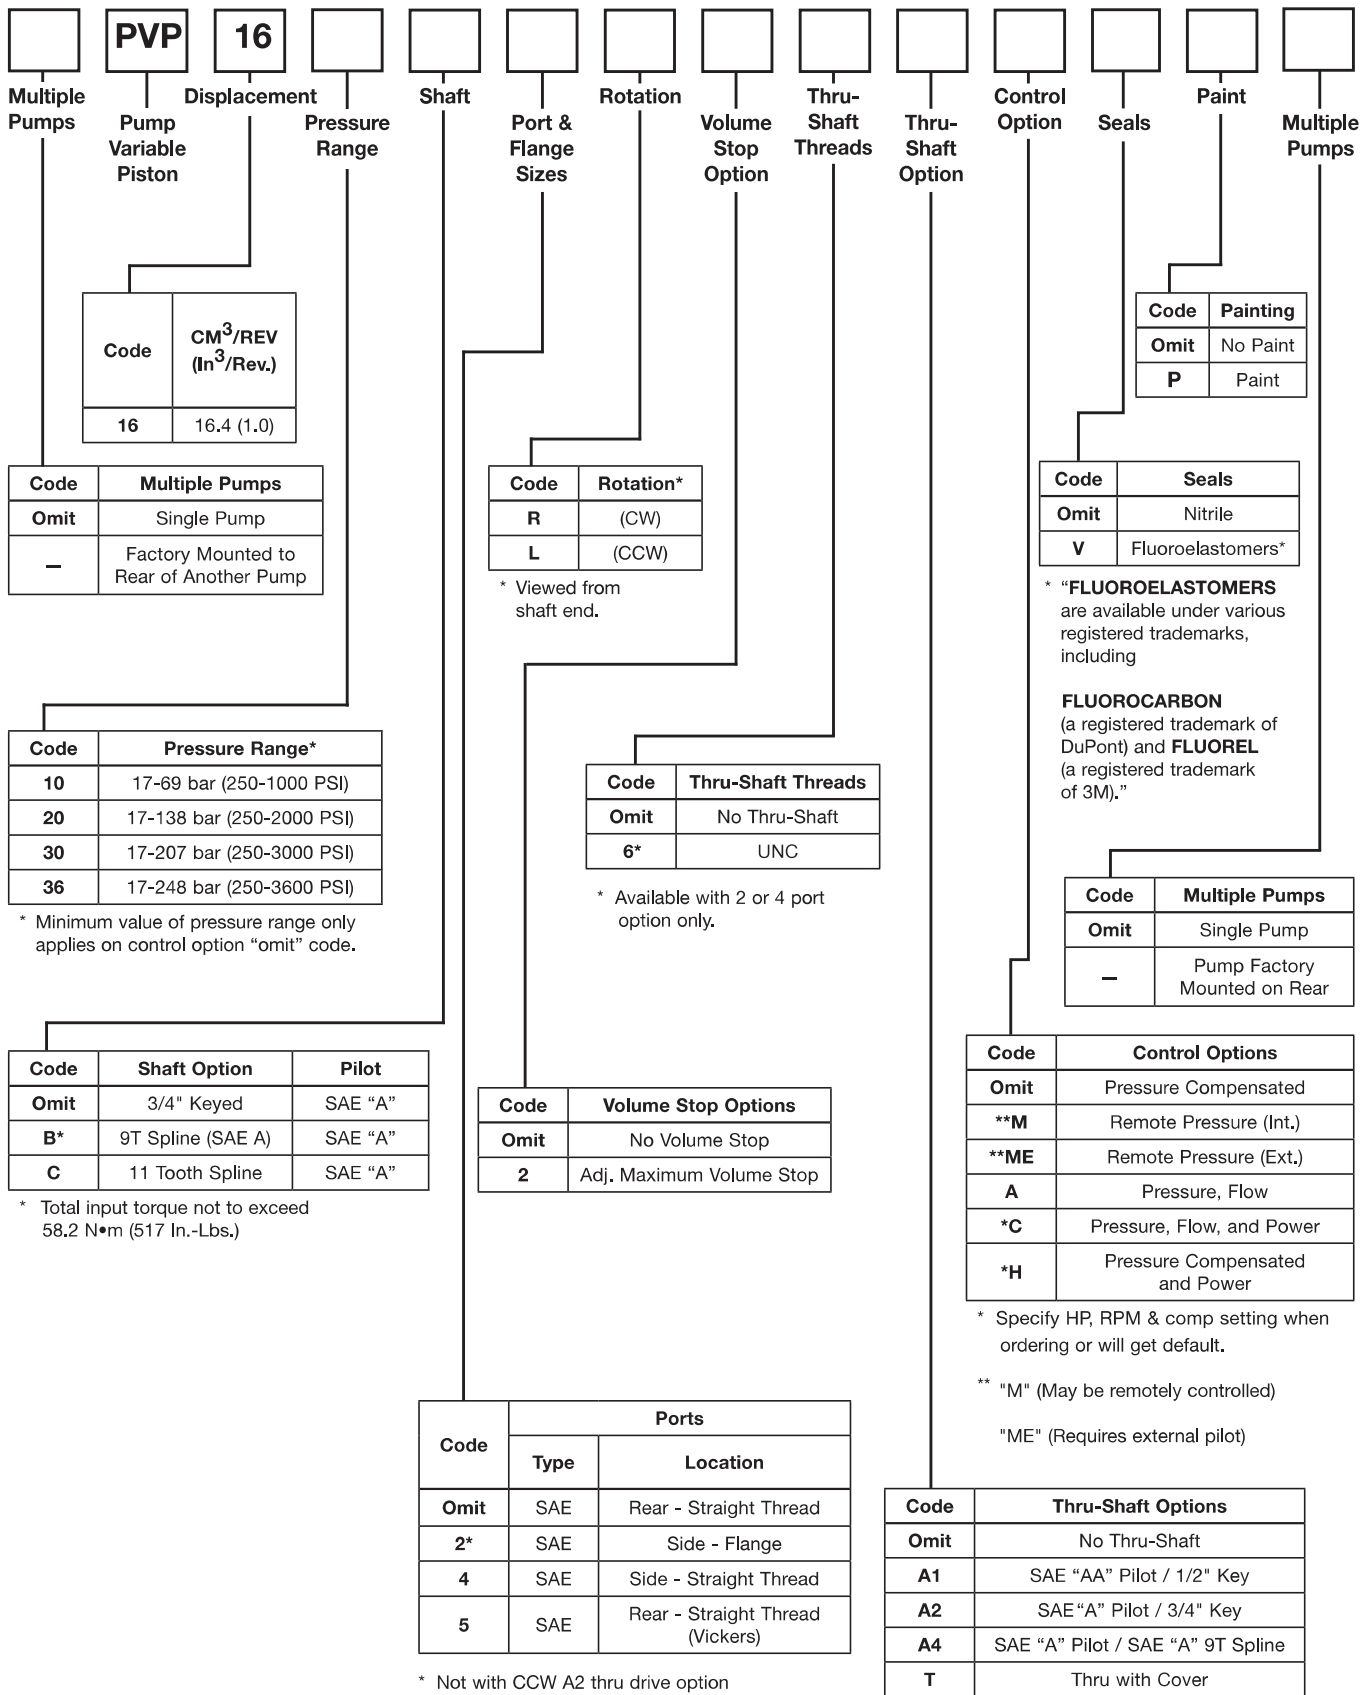 PVP
16
Multiple
Pumps
Pump
Variable
Piston
Displacement
Pressure
Range
Shaft
Port &
Flange
Sizes
Rotation
Volume
Stop
Option
Thru-
Shaft
Threads
Thru-
Shaft
Option
Control
Option
Seals
Paint
Multiple
Pumps
Code
CM3/REV
(In3/Rev.)
16
16.4 (1.0)
Code Painting
Omit No Paint
P Paint
Code Multiple Pumps
Omit Single Pump
– Factory Mounted to
Rear of Another Pump
Code Rotation*
R (CW)
L (CCW)
* Viewed from
shaft end.
Code Seals
Omit Nitrile
V Fluoroelastomers*
* “FLUOROELASTOMERS
are available under various
registered trademarks,
including
FLUOROCARBON
(a registered trademark of
DuPont) and FLUOREL
(a registered trademark
of 3M).”
Code Pressure Range*
10 17-69 bar (250-1000 PSI)
20 17-138 bar (250-2000 PSI)
30 17-207 bar (250-3000 PSI)
36 17-248 bar (250-3600 PSI)
* Minimum value of pressure range only
applies on control option “omit” code.
Code Thru-Shaft Threads
Omit No Thru-Shaft
6* UNC
* Available with 2 or 4 port
option only.
Code Multiple Pumps
Omit Single Pump
– Pump Factory
Mounted on Rear
Code Shaft Option Pilot
Omit 3/4" Keyed SAE “A”
B* 9T Spline (SAE A) SAE “A”
C 11 Tooth Spline SAE “A”
* Total input torque not to exceed
58.2 N•m (517 In.-Lbs.)
Code Volume Stop Options
Omit No Volume Stop
2 Adj. Maximum Volume Stop
Code Control Options
Omit Pressure Compensated
**M Remote Pressure (Int.)
**ME Remote Pressure (Ext.)
A Pressure, Flow
*C Pressure, Flow, and Power
*H Pressure Compensated
and Power
* Specify HP, RPM & comp setting when
ordering or will get default.
** "M" (May be remotely controlled)
"ME" (Requires external pilot)
Code Ports
Type Location
Omit SAE Rear - Straight Thread
2* SAE Side - Flange
4 SAE Side - Straight Thread
5 SAE Rear - Straight Thread
(Vickers)
* Not with CCW A2 thru drive option
Code Thru-Shaft Options
Omit No Thru-Shaft
A1 SAE “AA” Pilot / 1/2" Key
A2 SAE“A” Pilot / 3/4" Key
A4 SAE “A” Pilot / SAE “A” 9T Spline
T Thru with Cover